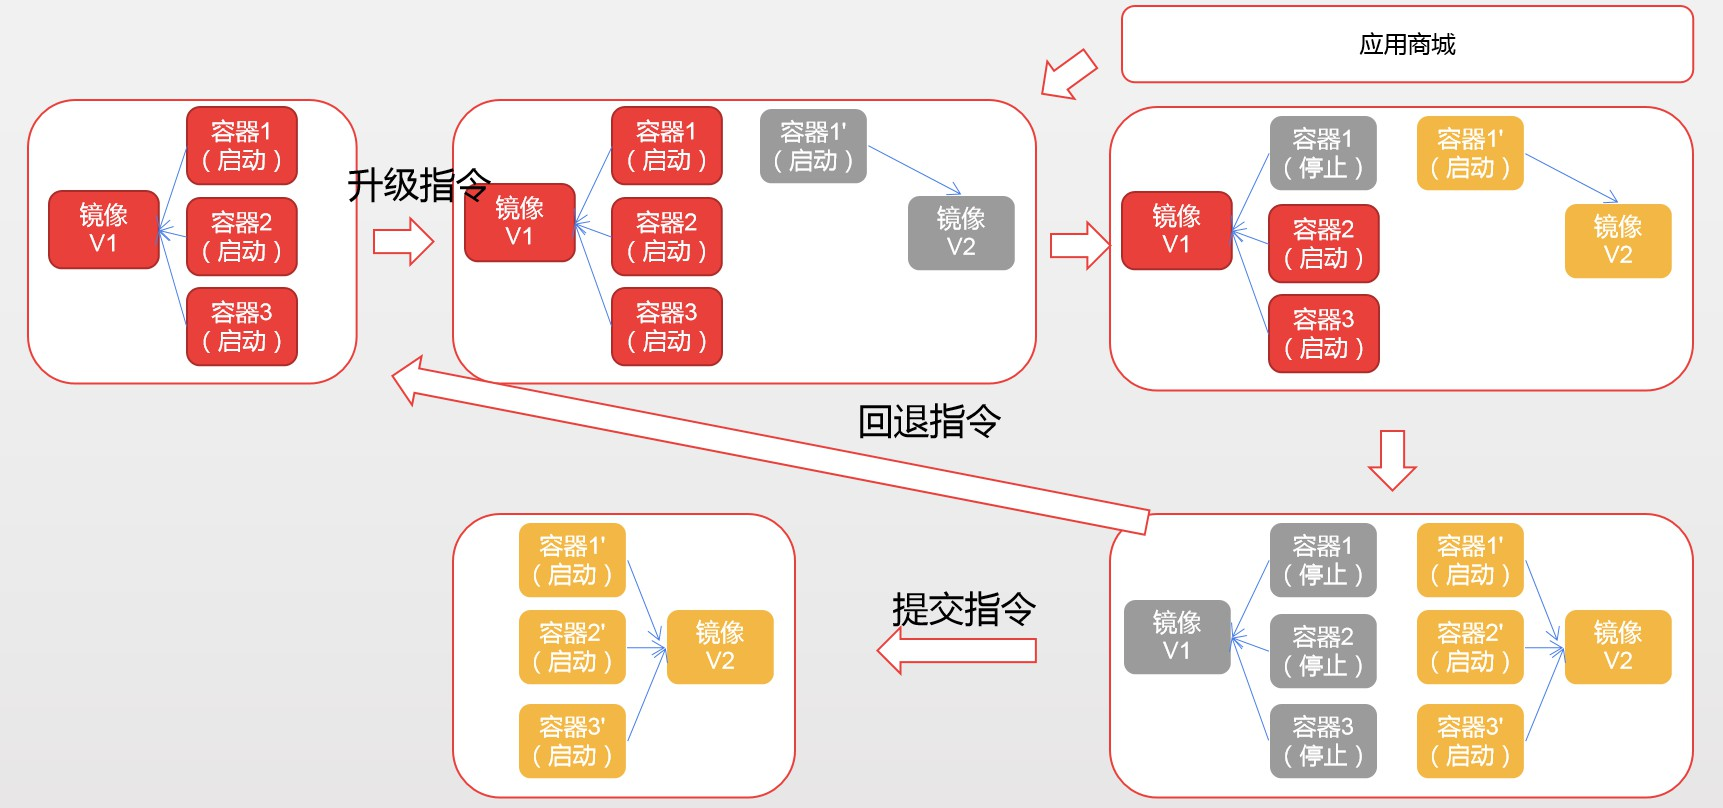 应用商城
容器1
（启动）
镜像
V1
容器2
（启动）
容器3
（启动）
升级指令
容器1
（启动）
镜像
V1
容器2
（启动）
容器3
（启动）
容器1'
（启动）
镜像
V2
容器1
（停止）
镜像
V1
容器2
（启动）
容器3
（启动）
容器1'
（启动）
镜像
V2
回退指令
容器1
（停止）
镜像
V1
容器2
（停止）
容器3
（停止）
容器1'
（启动）
容器2'
（启动）
镜像
V2
容器3'
（启动）
提交指令
容器1'
（启动）
容器2'
（启动）
镜像
V2
容器3'
（启动）